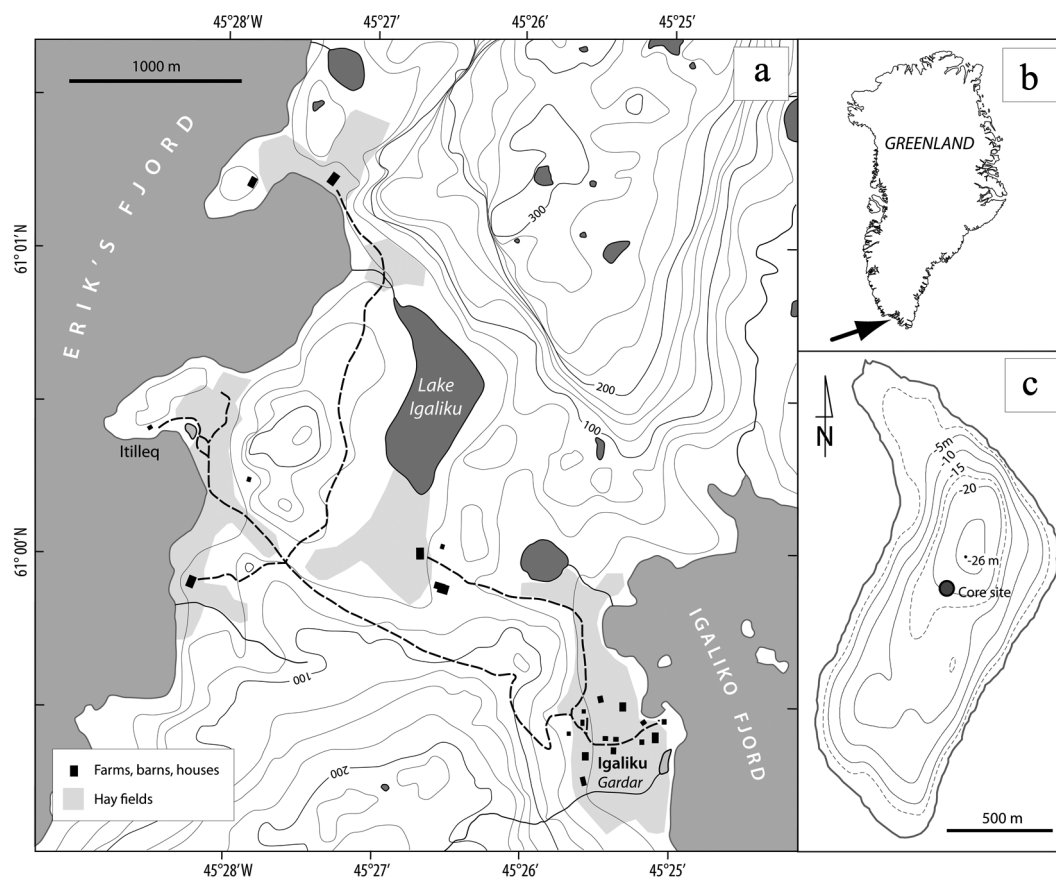 45°28′W
45°27′
45°26′
45°25′
1000 m
a
b
ERIK'S FJORD
GREENLAND
300
61°01′N
200
Lake
Igaliku
100
c
N
-5m
-10
-15
-20
Itilleq
61°00′N
-26 m
Core site
IGALIKO FJORD
100
Farms, barns, houses
Hay fields
200
Igaliku
Gardar
500 m
45°28′W
45°27′
45°26′
45°25′